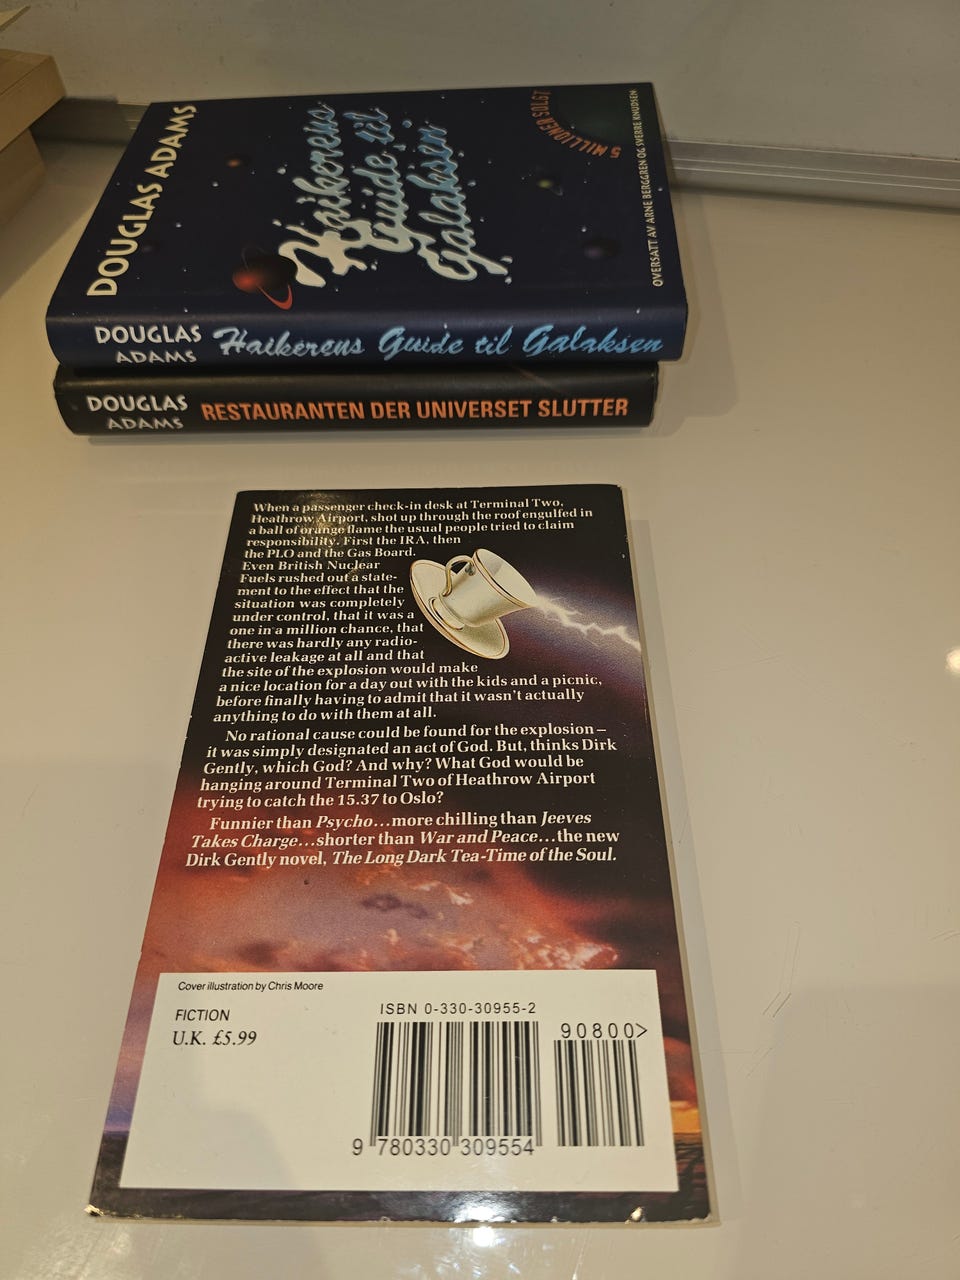 DOUGLAS ADAMS
Haikerens
Guide til
Galaksen
5 MILLIONER SOLGT
OVERSATT AV ARNE BERGGREN OG SVERRE KNUDSEN
DOUGLAS
ADAMS
Haikerens Guide til Galaksen
DOUGLAS
ADAMS
RESTAURANTEN DER UNIVERSET SLUTTER
When a passenger check-in desk at Terminal Two,
Heathrow Airport, shot up through the roof engulfed in
a ball of orange flame the usual people tried to claim
responsibility. First the IRA, then
the PLO and the Gas Board.
Even British Nuclear
Fuels rushed out a state-
ment to the effect that the
situation was completely
under control, that it was a
one in a million chance, that
there was hardly any radio-
active leakage at all and that
the site of the explosion would make
a nice location for a day out with the kids and a picnic,
before finally having to admit that it wasn't actually
anything to do with them at all.
No rational cause could be found for the explosion –
it was simply designated an act of God. But, thinks Dirk
Gently, which God? And why? What God would be
hanging around Terminal Two of Heathrow Airport
trying to catch the 15.37 to Oslo?
Funnier than Psycho...more chilling than Jeeves
Takes Charge...shorter than War and Peace...the new
Dirk Gently novel, The Long Dark Tea-Time of the Soul.
Cover illustration by Chris Moore
FICTION
U.K. £5.99
ISBN 0-330-30955-2
90800>
9 780330 309554